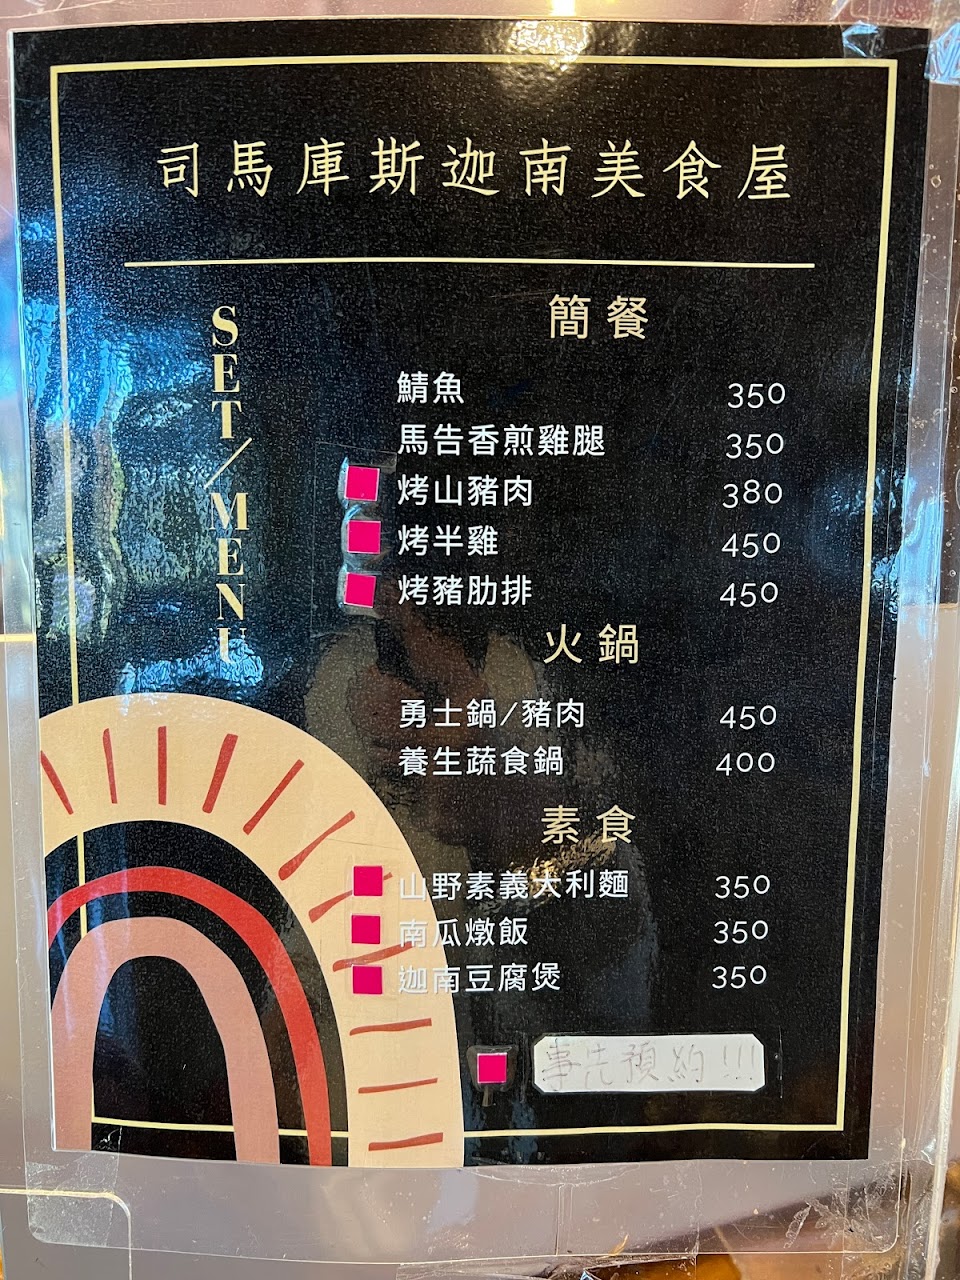 司馬庫斯迦南美食屋
SET/MENU
簡餐
鯖魚 350
馬告香煎雞腿 350
烤山豬肉 380
烤半雞 450
烤豬肋排 450
火鍋
勇士鍋/豬肉 450
養生蔬食鍋 400
素食
山野素義大利麵 350
南瓜燉飯 350
迦南豆腐煲 350
事先預約!!!